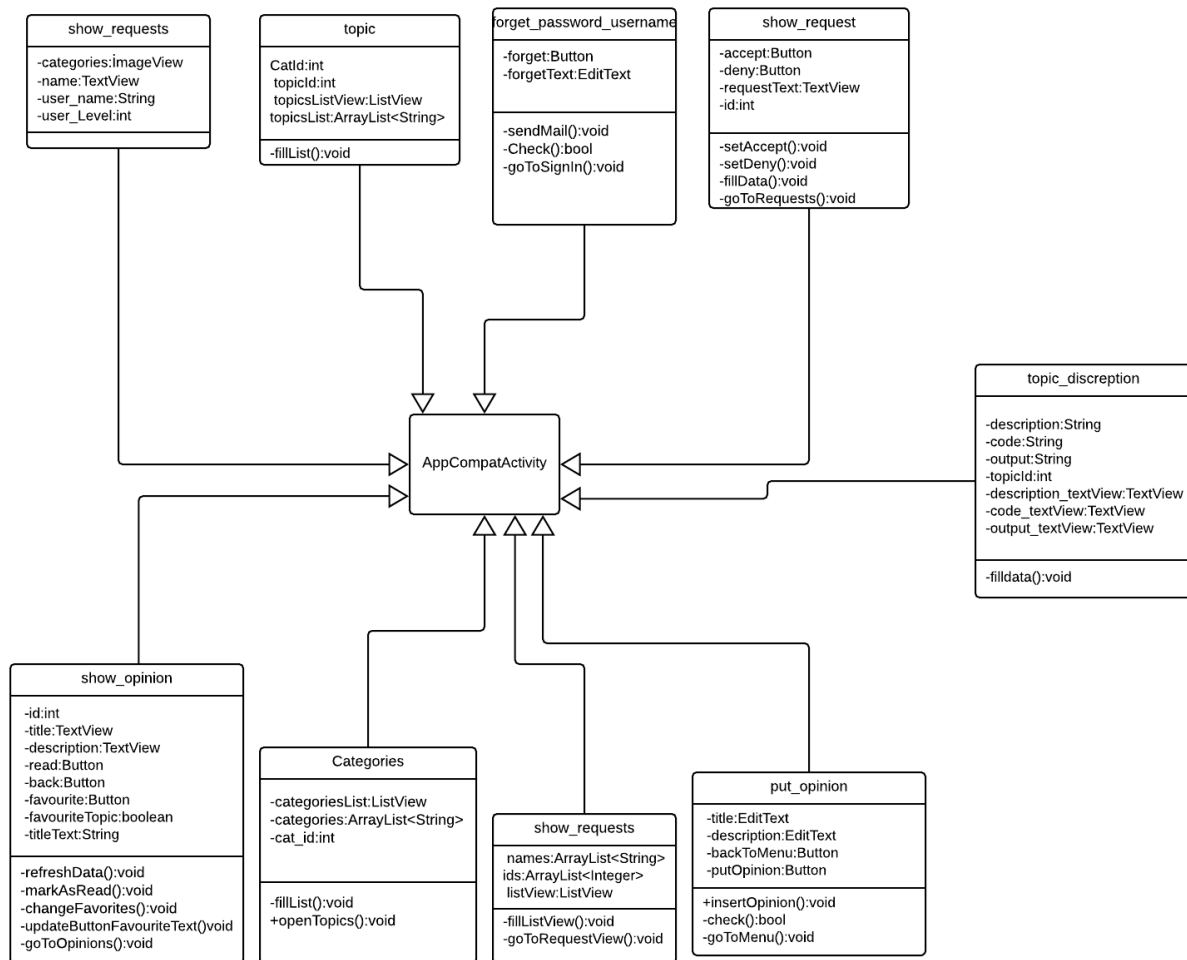 show_requests
-categories:İmageView
-name:TextView
-user_name:String
-user_Level:int
topic
CatId:int
topicId:int
topicsListView:ListView
topicsList:ArrayList<String>
-fillList():void
forget_password_username
-forget:Button
-forgetText:EditText
-sendMail():void
-Check():bool
-goToSignIn():void
show_request
-accept:Button
-deny:Button
-requestText:TextView
-id:int
-setAccept():void
-setDeny():void
-fillData():void
-goToRequests():void
AppCompatActivity
topic_discreption
-description:String
-code:String
-output:String
-topicId:int
-description_textView:TextView
-code_textView:TextView
-output_textView:TextView
-filldata():void
show_opinion
-id:int
-title:TextView
-description:TextView
-read:Button
-back:Button
-favourite:Button
-favouriteTopic:boolean
-titleText:String
-refreshData():void
-markAsRead():void
-changeFavorites():void
-updateButtonFavouriteText()void
-goToOpinions():void
Categories
-categoriesList:ListView
-categories:ArrayList<String>
-cat_id:int
-fillList():void
+openTopics():void
show_requests
names:ArrayList<String>
ids:ArrayList<Integer>
listView:ListView
-fillListView():void
-goToRequestView():void
put_opinion
-title:EditText
-description:EditText
-backToMenu:Button
-putOpinion:Button
+insertOpinion():void
-check():bool
-goToMenu():void